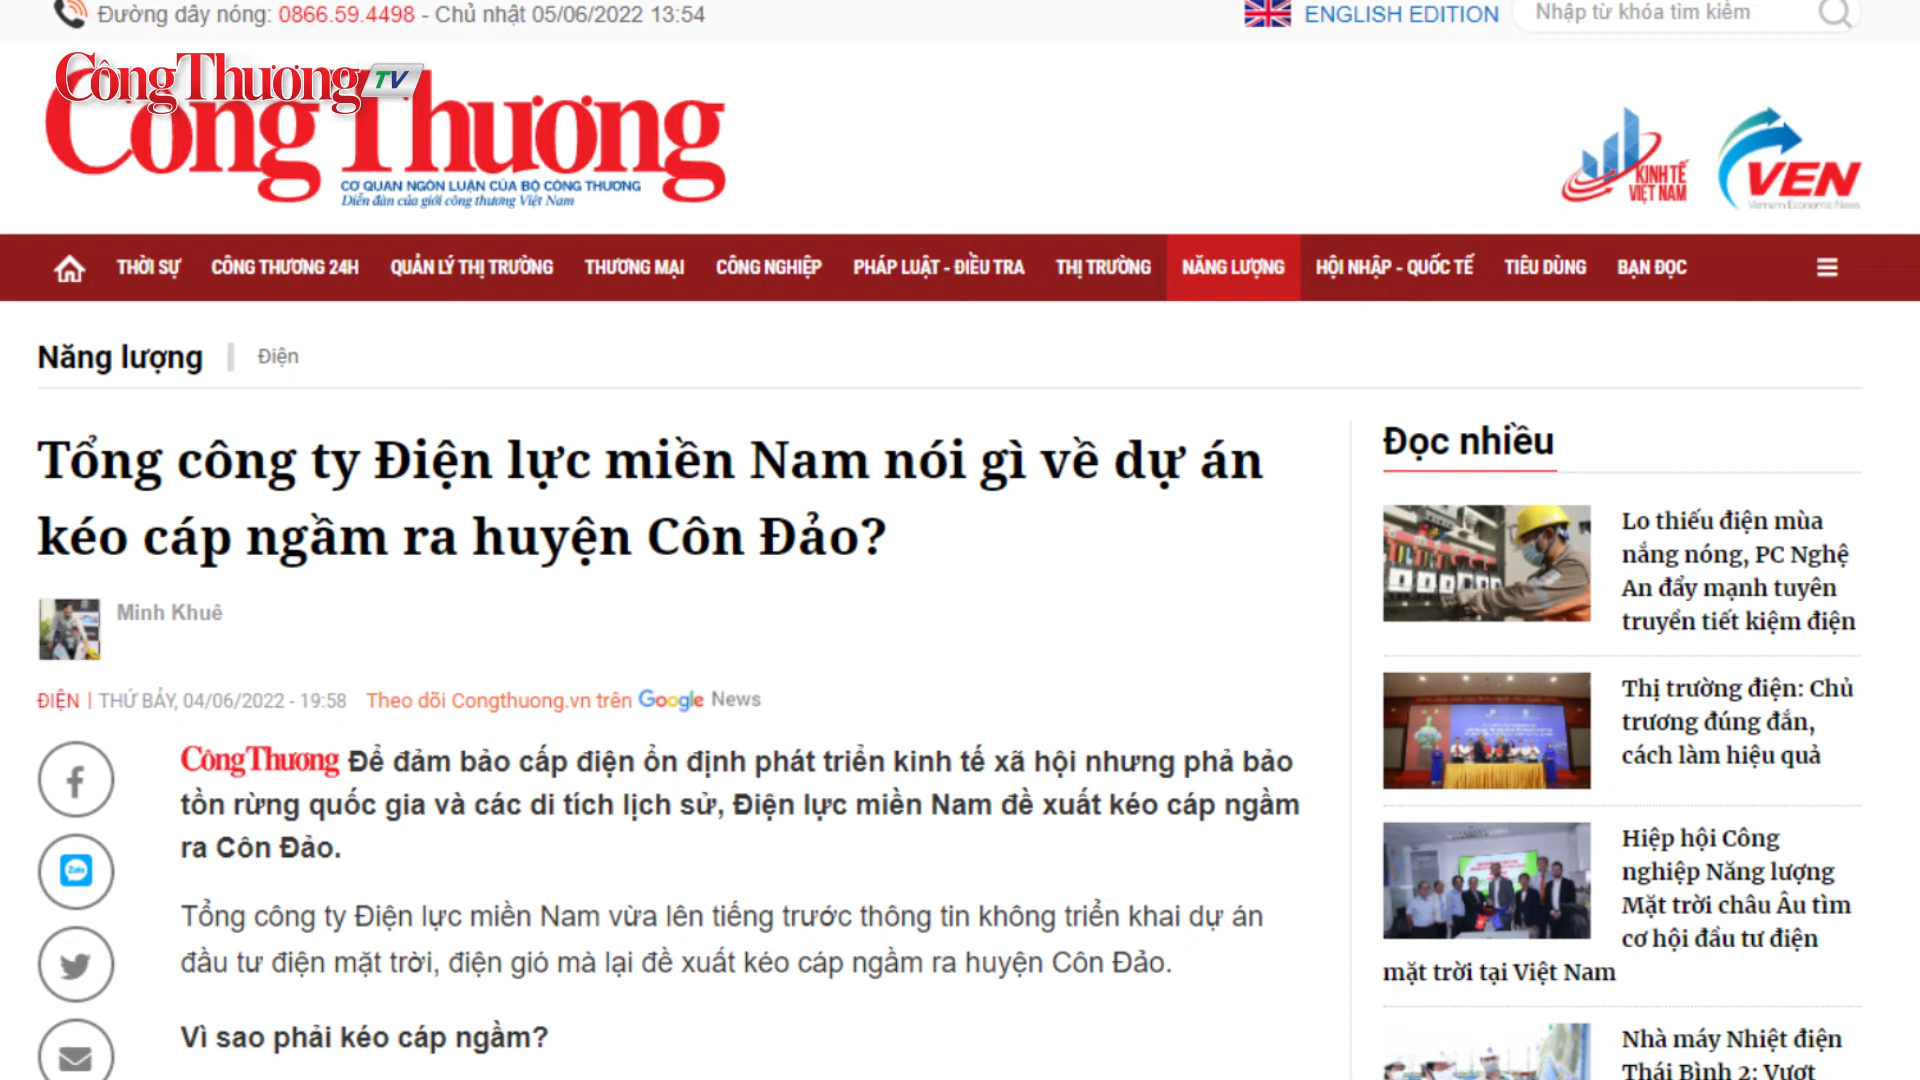 Đường dây nóng: 0866.59.4498 - Chủ nhật 05/06/2022 13:54
ENGLISH EDITION
Nhập từ khóa tìm kiếm
CôngThương TV
Công Thương
CƠ QUAN NGÔN LUẬN CỦA BỘ CÔNG THƯƠNG
Diễn đàn của giới công thương Việt Nam
KINH TẾ
VIỆT NAM
VEN
Vietnam Economic News
THỜI SỰ CÔNG THƯƠNG 24H QUẢN LÝ THỊ TRƯỜNG THƯƠNG MẠI CÔNG NGHIỆP PHÁP LUẬT - ĐIỀU TRA THỊ TRƯỜNG NĂNG LƯỢNG HỘI NHẬP - QUỐC TẾ TIÊU DÙNG BẠN ĐỌC
Năng lượng | Điện
Tổng công ty Điện lực miền Nam nói gì về dự án
kéo cáp ngầm ra huyện Côn Đảo?
Minh Khuê
ĐIỆN | THỨ BẢY, 04/06/2022 - 19:58 Theo dõi Congthuong.vn trên Google News
CôngThương Để đảm bảo cấp điện ổn định phát triển kinh tế xã hội nhưng phả bảo
tồn rừng quốc gia và các di tích lịch sử, Điện lực miền Nam đề xuất kéo cáp ngầm
ra Côn Đảo.
Zalo
Tổng công ty Điện lực miền Nam vừa lên tiếng trước thông tin không triển khai dự án
đầu tư điện mặt trời, điện gió mà lại đề xuất kéo cáp ngầm ra huyện Côn Đảo.
Vì sao phải kéo cáp ngầm?
Đọc nhiều
Lo thiếu điện mùa
nắng nóng, PC Nghệ
An đẩy mạnh tuyên
truyền tiết kiệm điện
Thị trường điện: Chủ
trương đúng đắn,
cách làm hiệu quả
Hiệp hội Công
nghiệp Năng lượng
Mặt trời châu Âu tìm
cơ hội đầu tư điện
mặt trời tại Việt Nam
Nhà máy Nhiệt điện
Thái Bình 2: Vượt